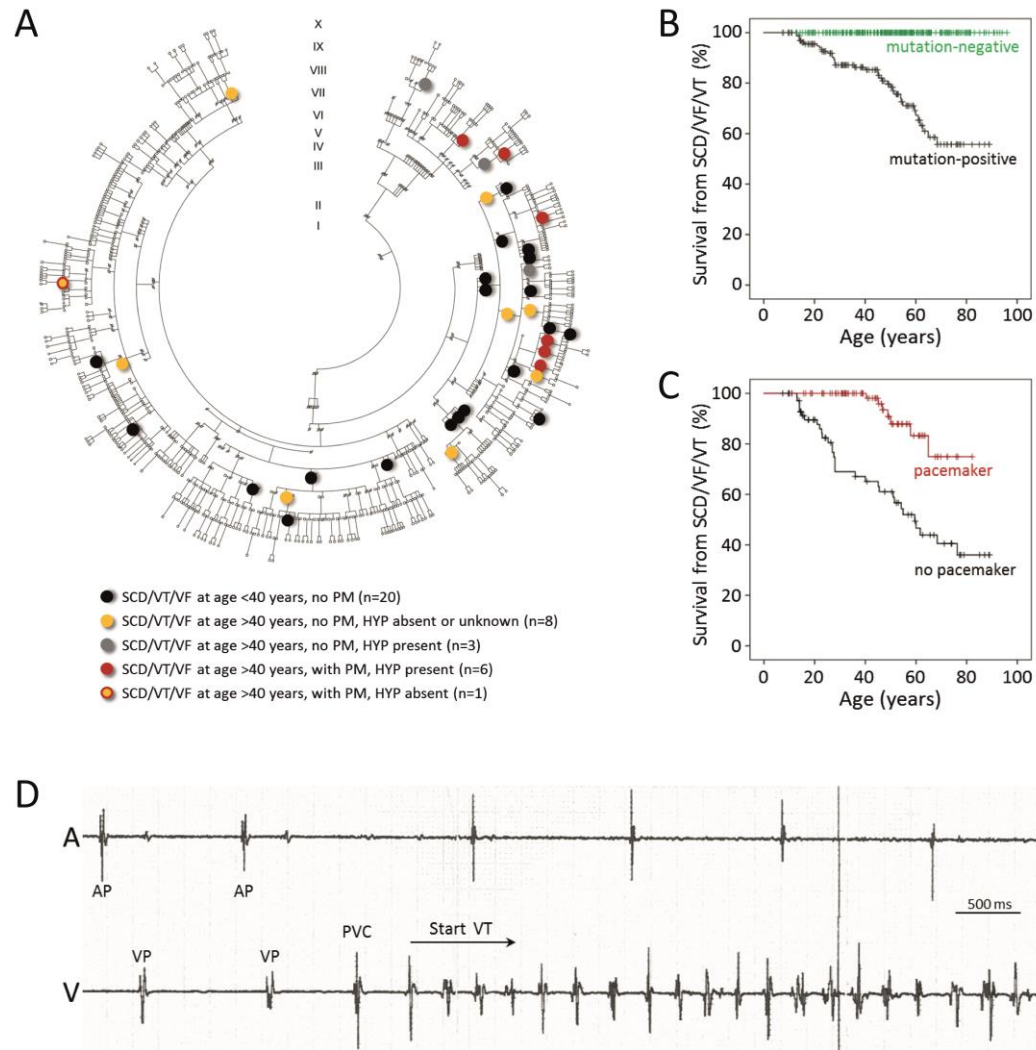 A
X
IX
VIII
VII
VI
V
IV
III
II
I
SCD/VT/VF at age <40 years, no PM (n=20)
SCD/VT/VF at age >40 years, no PM, HYP absent or unknown (n=8)
SCD/VT/VF at age >40 years, no PM, HYP present (n=3)
SCD/VT/VF at age >40 years, with PM, HYP present (n=6)
SCD/VT/VF at age >40 years, with PM, HYP absent (n=1)
B
Survival from SCD/VF/VT (%)
100
80
60
40
20
0
mutation-negative
mutation-positive
0 20 40 60 80 100
Age (years)
C
Survival from SCD/VF/VT (%)
100
80
60
40
20
0
pacemaker
no pacemaker
0 20 40 60 80 100
Age (years)
D
A
AP AP
500 ms
PVC Start VT
VP VP
V